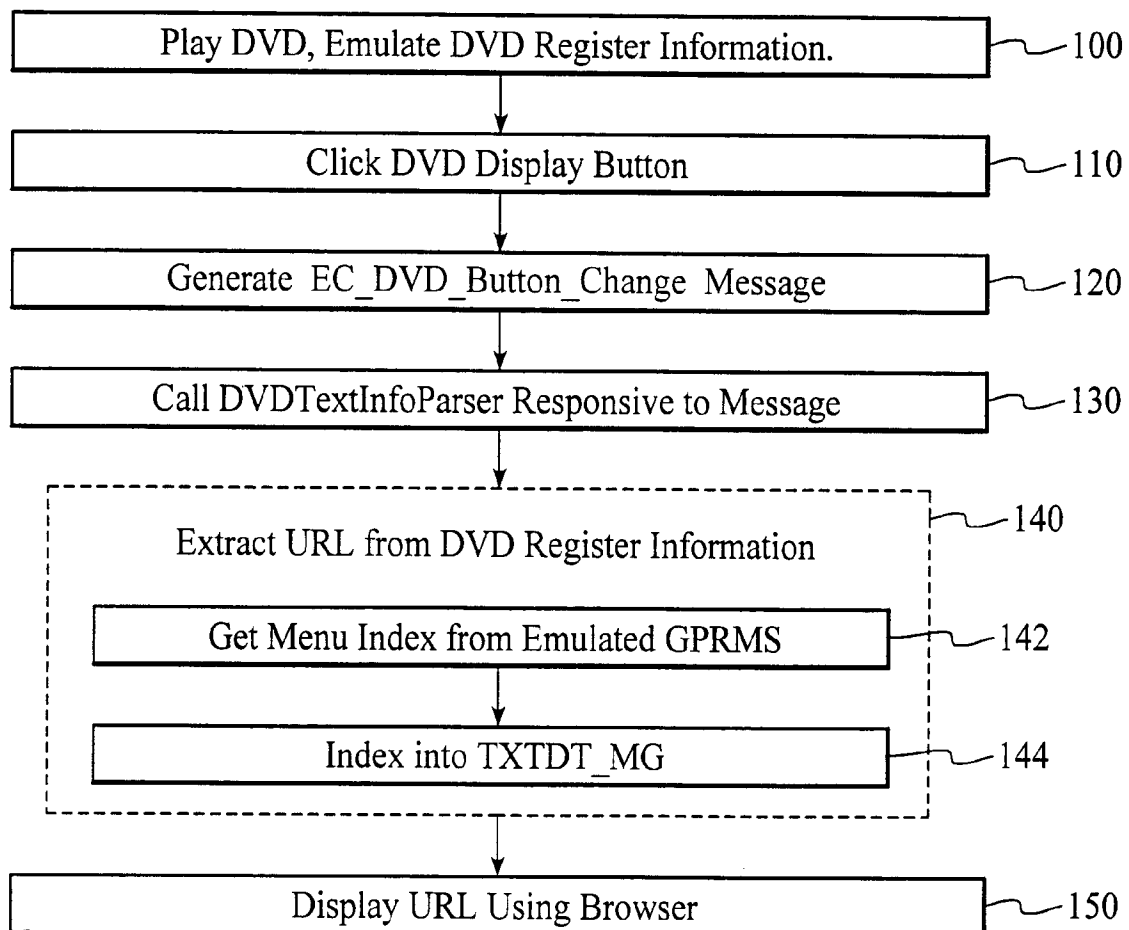 Play DVD, Emulate DVD Register Information.
100
Click DVD Display Button
110
Generate EC_DVD_Button_Change Message
120
Call DVDTextInfoParser Responsive to Message
130
140
Extract URL from DVD Register Information
Get Menu Index from Emulated GPRMS
142
Index into TXTDT_MG
144
Display URL Using Browser
150